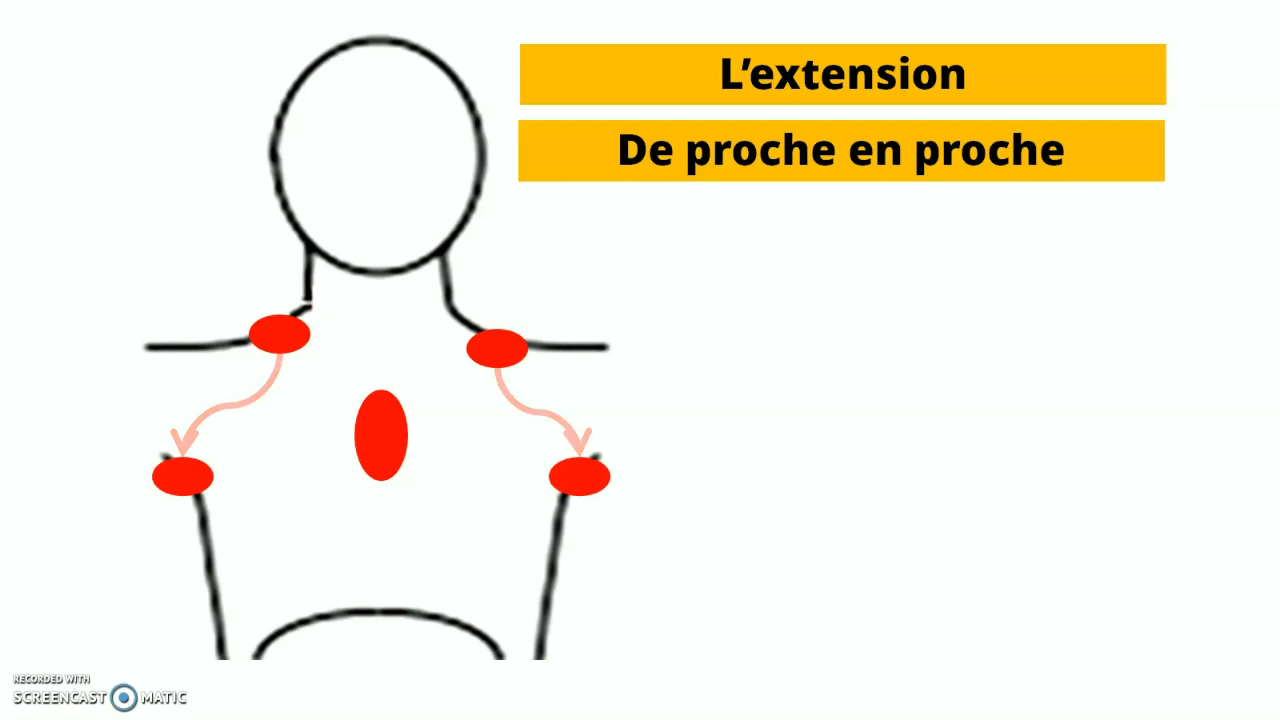 L’extension
De proche en proche
RECORDED WITH
SCREENCAST MATIC